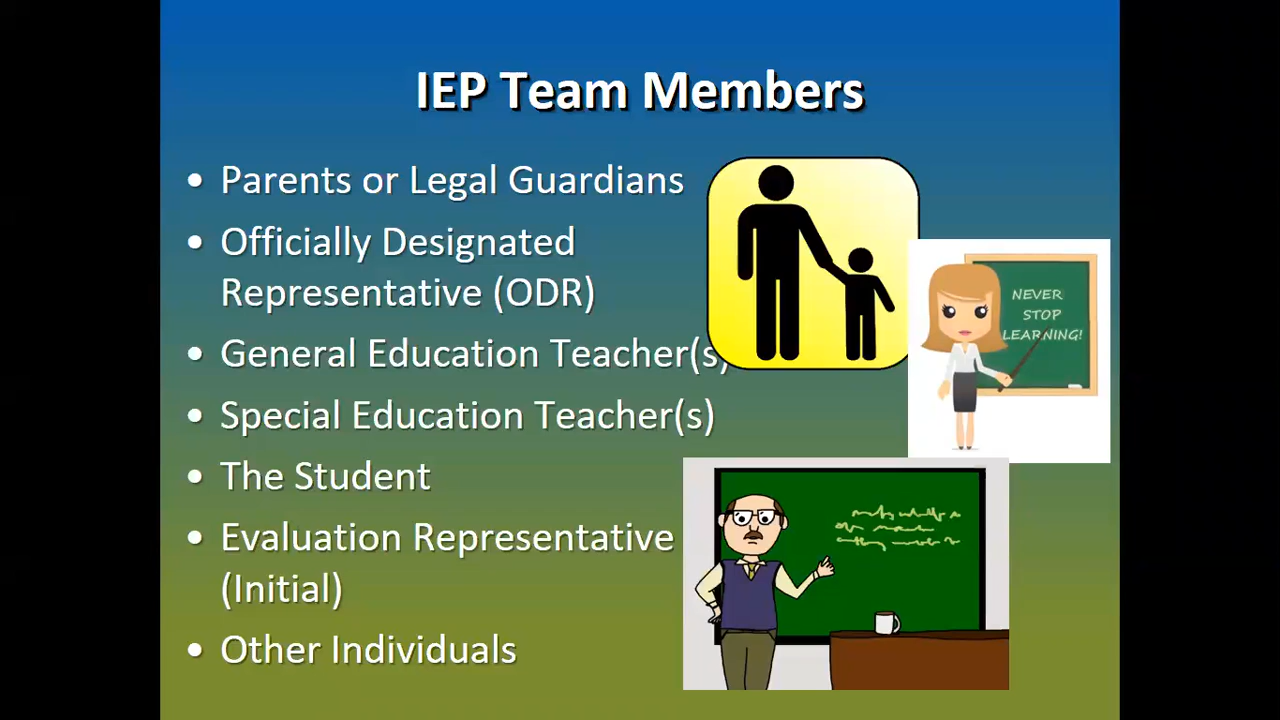 IEP Team Members
• Parents or Legal Guardians
• Officially Designated
Representative (ODR)
• General Education Teacher(s)
• Special Education Teacher(s)
• The Student
• Evaluation Representative
(Initial)
• Other Individuals
NEVER
STOP
LEARNING!